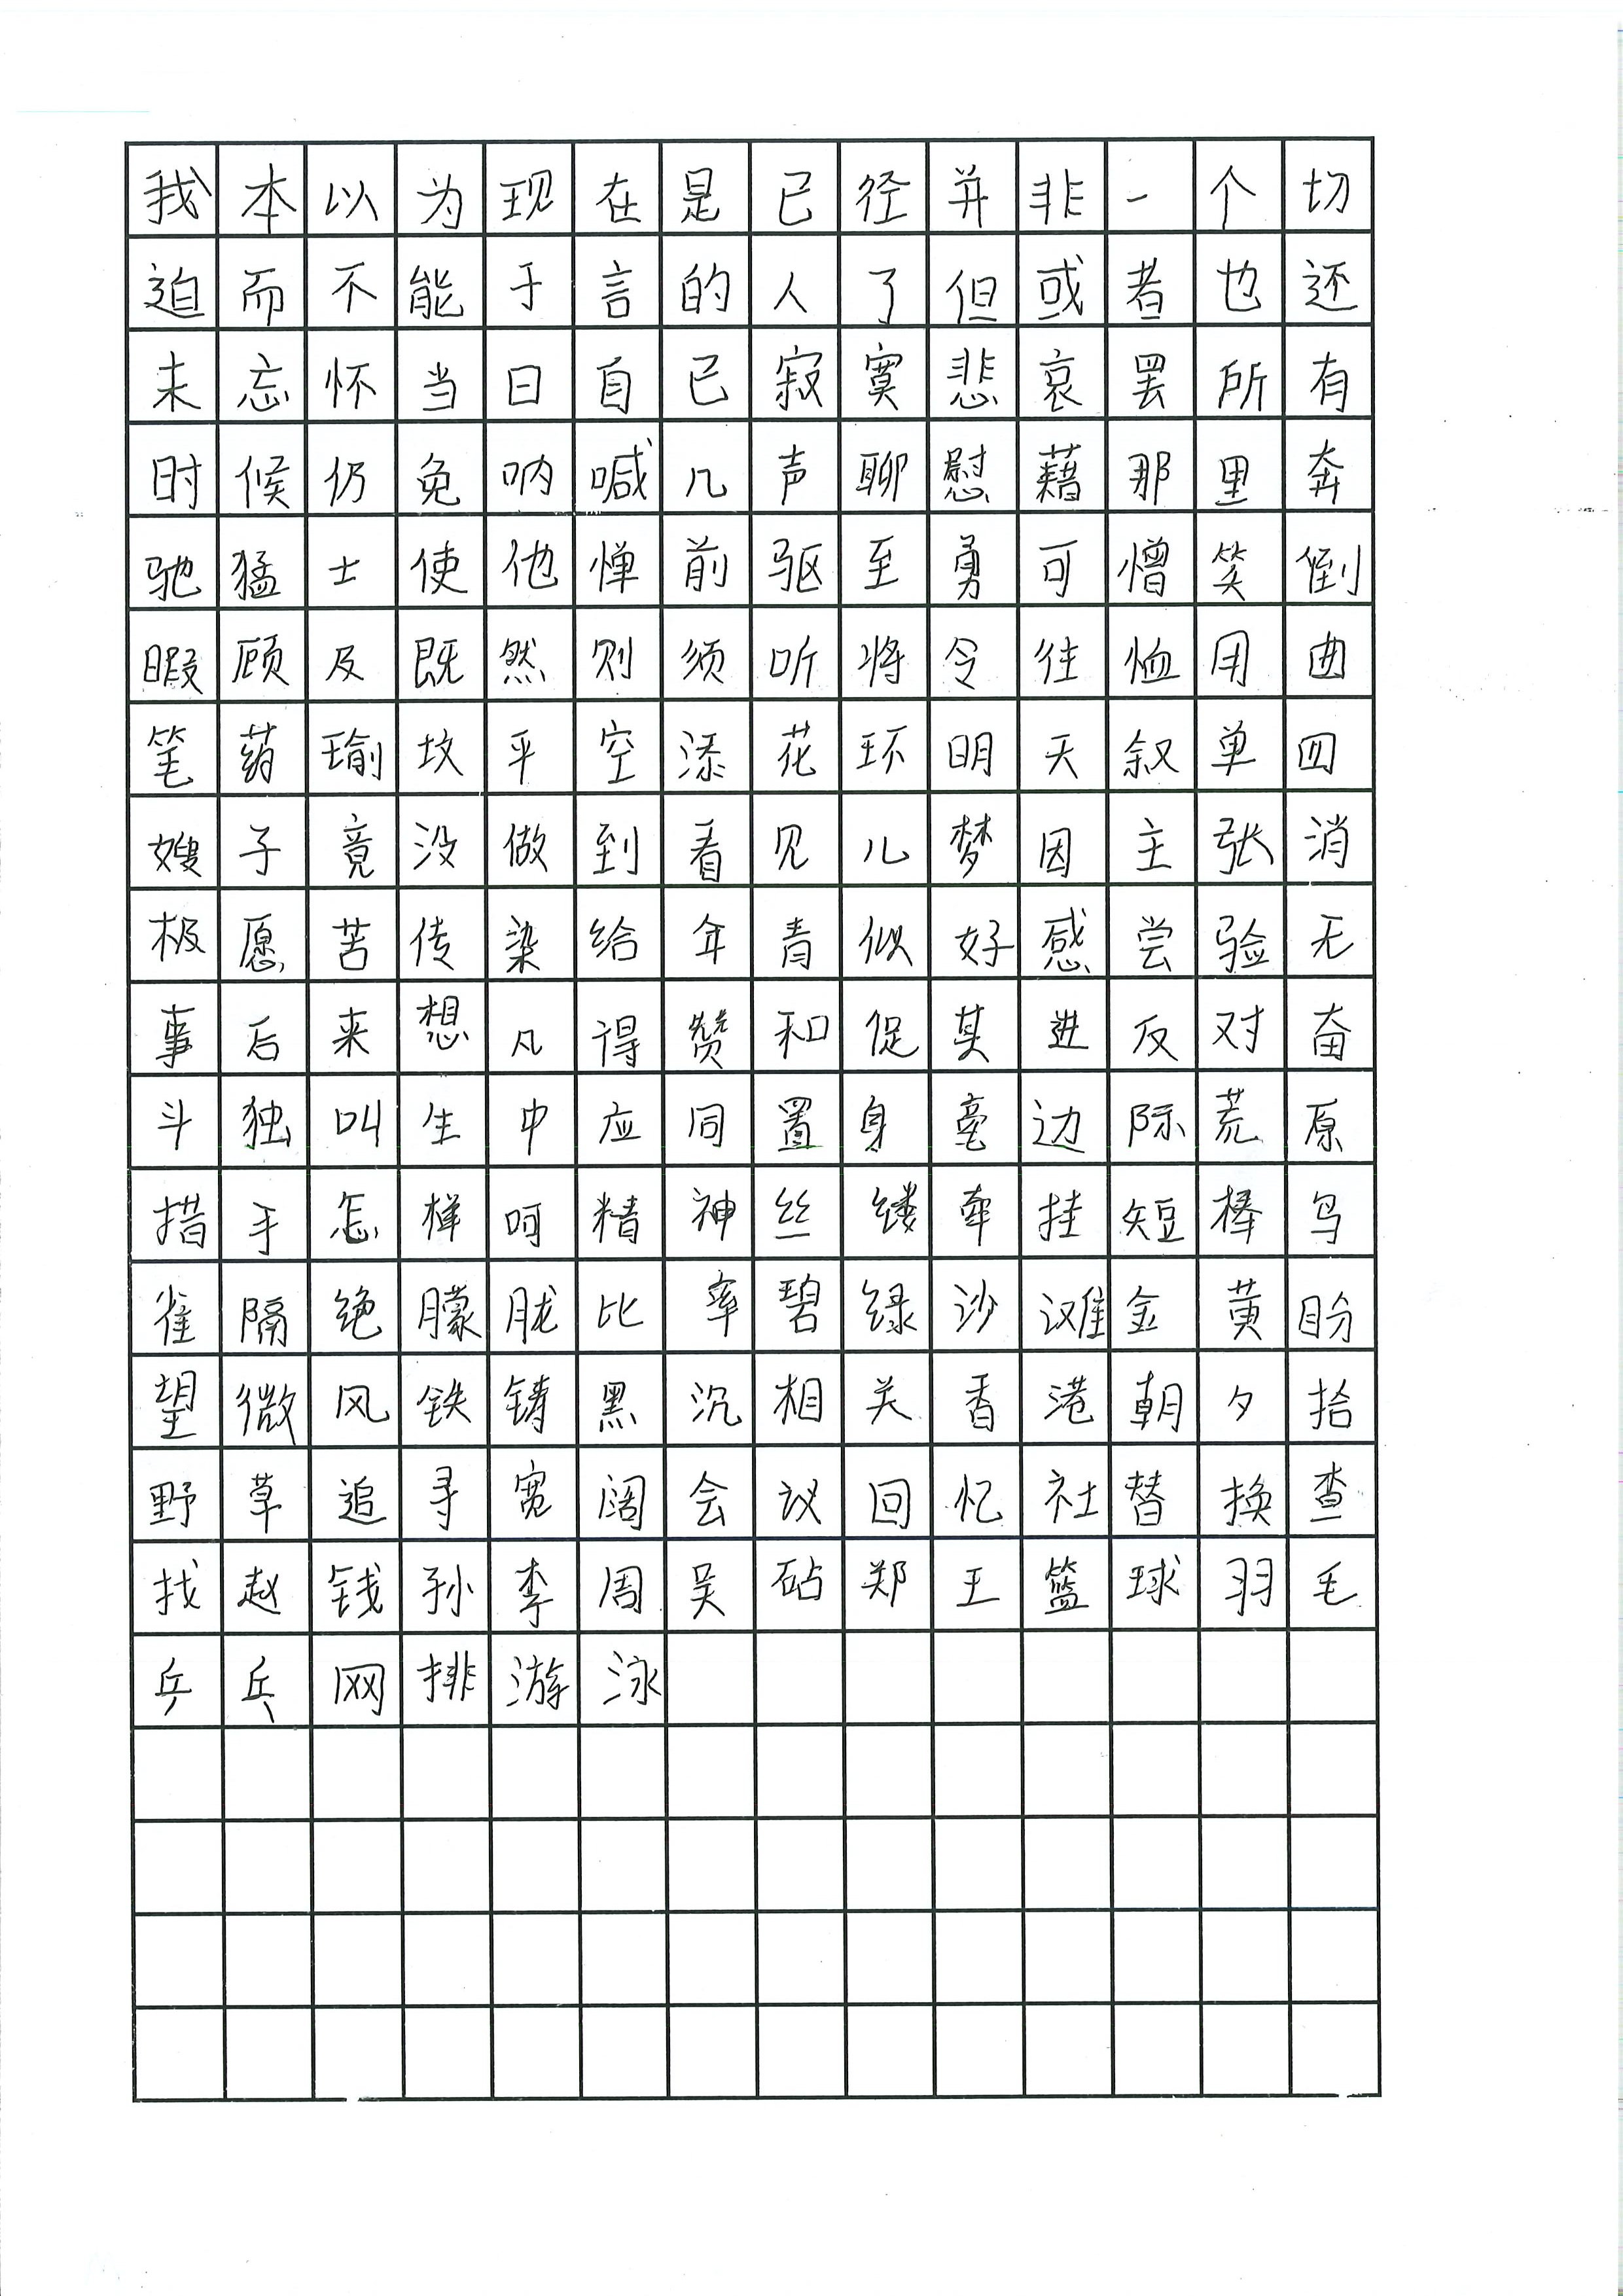 我本以为现在是已径并非一个切
迫而不能于言的人了但或者也还
未忘怀当日自已寂寞悲哀罢所有
时候仍免呐喊几声聊慰藉那里奔
驰猛士使他惮前驱至勇可憎笑倒
暇顾及既然则须听将令往恤用曲
笔药瑜坟平空添花环明天叙单四
嫂子竟没做到看见儿梦因主张消
极愿苦传染给年青似好感尝验无
事后来想凡得赞和促其进反对奋
斗独叫生中应同置身毫边际荒原
措手怎样呵精神丝缕牵挂短棒鸟
雀隔绝朦胧比率碧绿沙滩金黄盼
望微风铁铸黑沉相关香港朝夕拾
野草追寻宽阔会议回忆社替换查
找赵钱孙李周吴砧郑王篮球羽毛
乒乓网排游泳